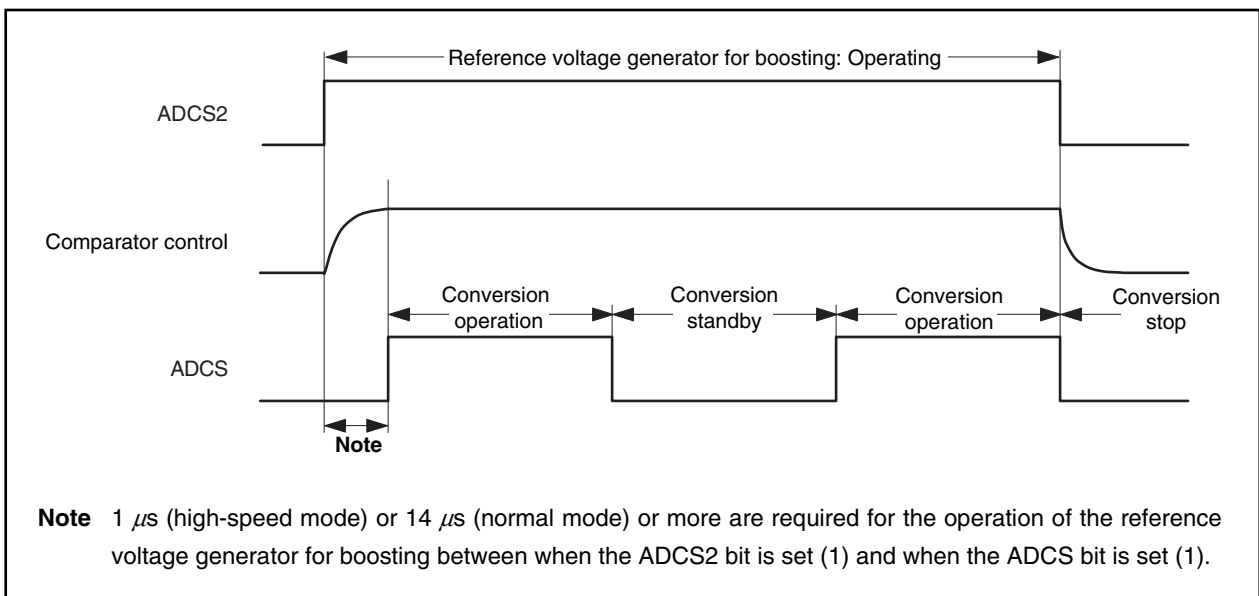 Reference voltage generator for boosting: Operating
ADCS2
Comparator control
Conversion
operation
Conversion
standby
Conversion
operation
Conversion
stop
ADCS
Note
Note 1 μs (high-speed mode) or 14 μs (normal mode) or more are required for the operation of the reference
voltage generator for boosting between when the ADCS2 bit is set (1) and when the ADCS bit is set (1).